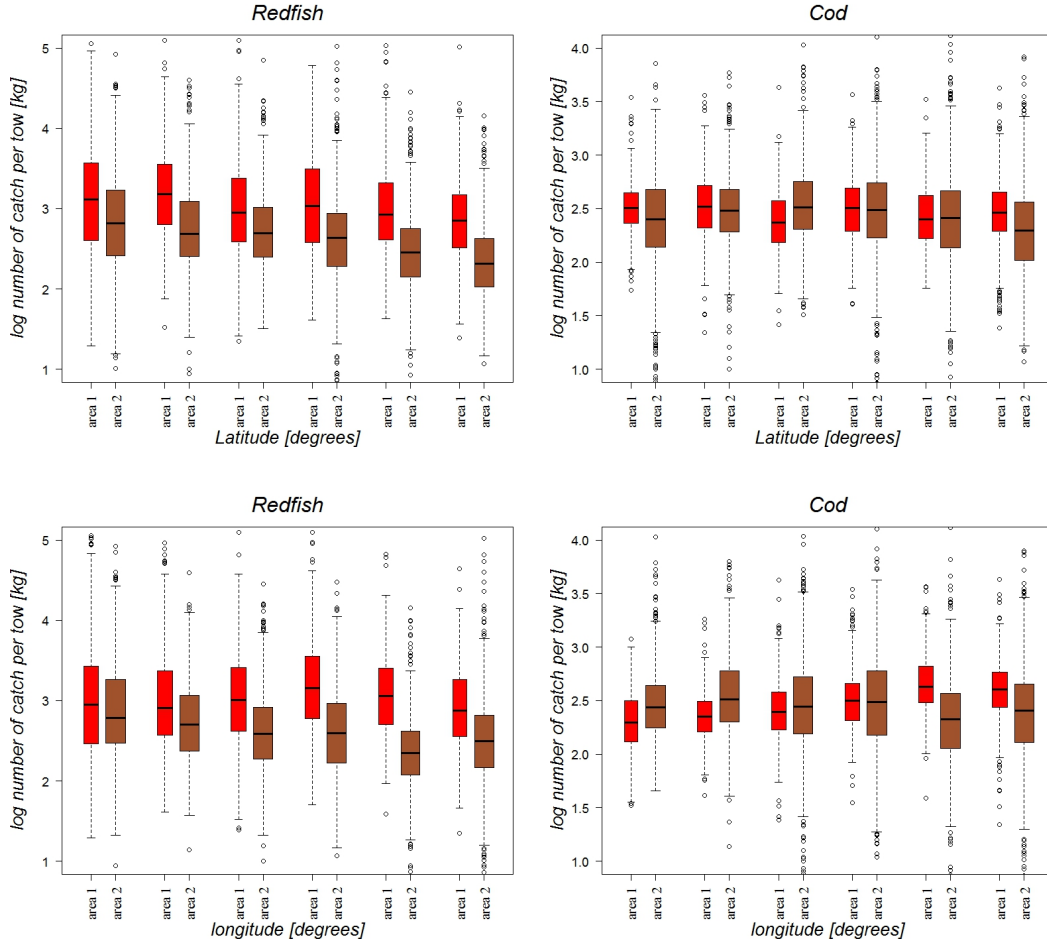 Redfish
log number of catch per tow [kg]
5
4
3
2
1
area 1 area 2 area 1 area 2 area 1 area 2 area 1 area 2 area 1 area 2 area 1 area 2
Latitude [degrees]
Cod
log number of catch per tow [kg]
4.0
3.5
3.0
2.5
2.0
1.5
1.0
area 1 area 2 area 1 area 2 area 1 area 2 area 1 area 2 area 1 area 2 area 1 area 2
Latitude [degrees]
Redfish
log number of catch per tow [kg]
5
4
3
2
1
area 1 area 2 area 1 area 2 area 1 area 2 area 1 area 2 area 1 area 2 area 1 area 2
longitude [degrees]
Cod
log number of catch per tow [kg]
4.0
3.5
3.0
2.5
2.0
1.5
1.0
area 1 area 2 area 1 area 2 area 1 area 2 area 1 area 2 area 1 area 2 area 1 area 2
longitude [degrees]